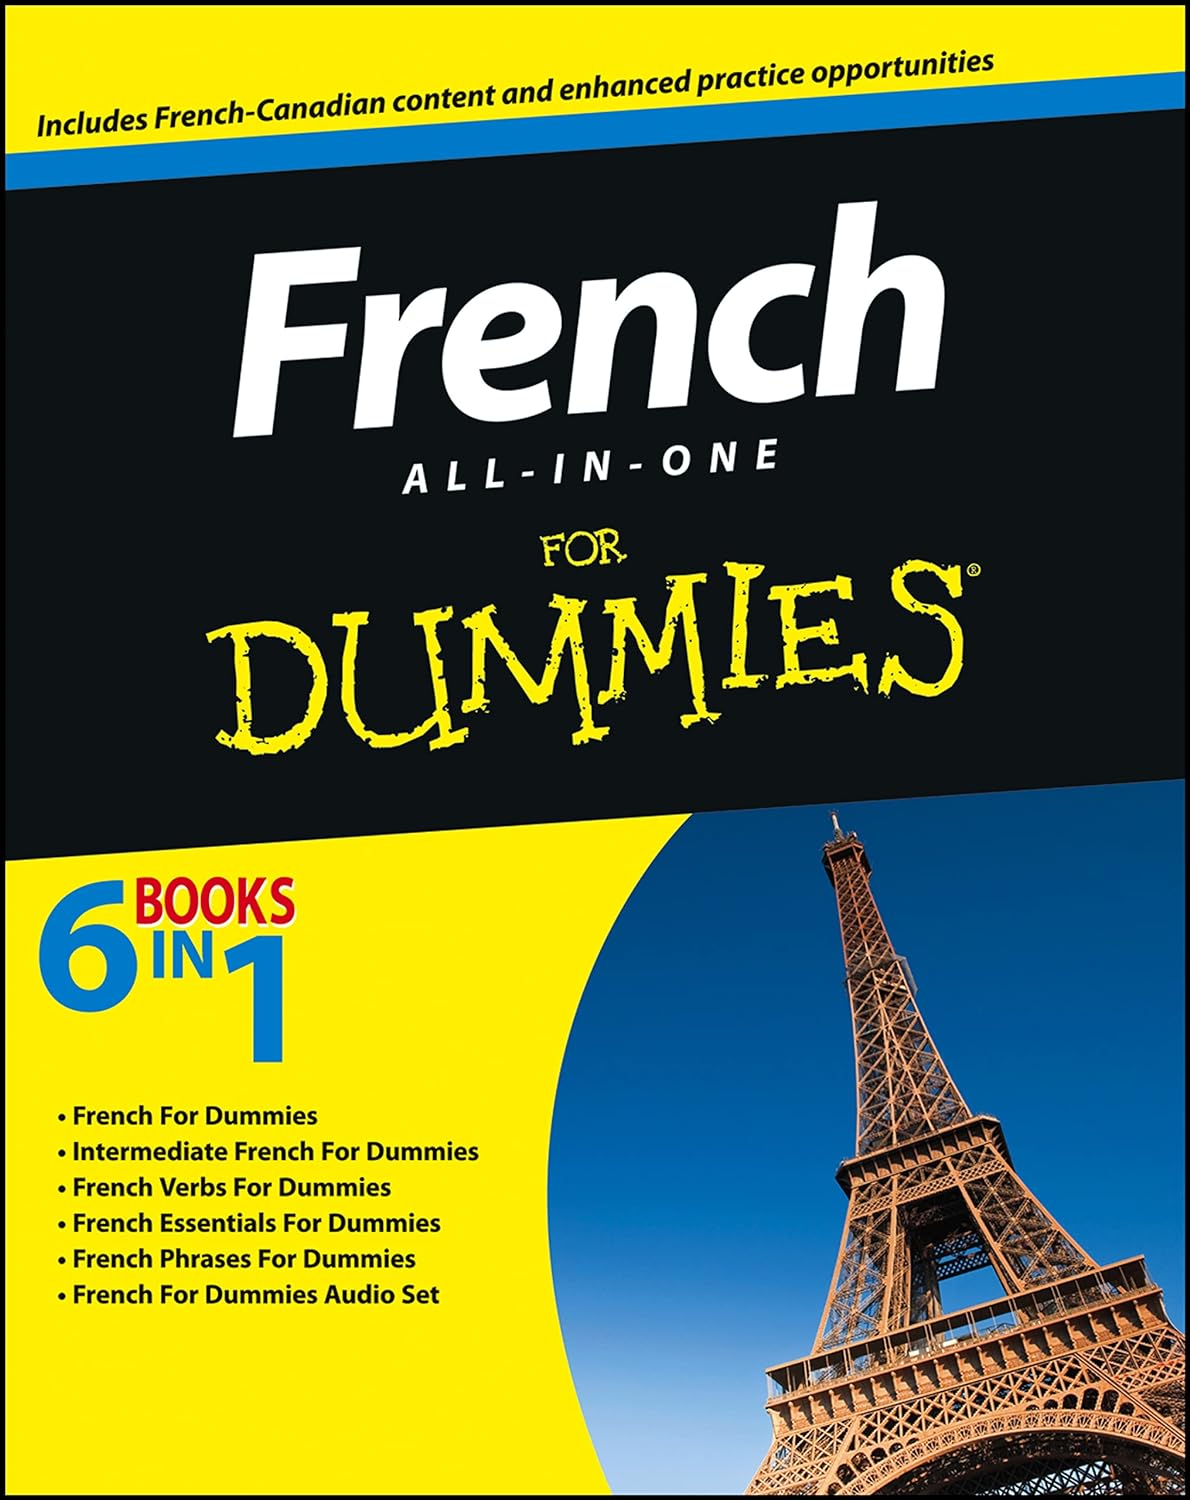 Includes French-Canadian content and enhanced practice opportunities
French
ALL-IN-ONE
FOR
DUMMIES®
6 BOOKS
IN 1
• French For Dummies
• Intermediate French For Dummies
• French Verbs For Dummies
• French Essentials For Dummies
• French Phrases For Dummies
• French For Dummies Audio Set